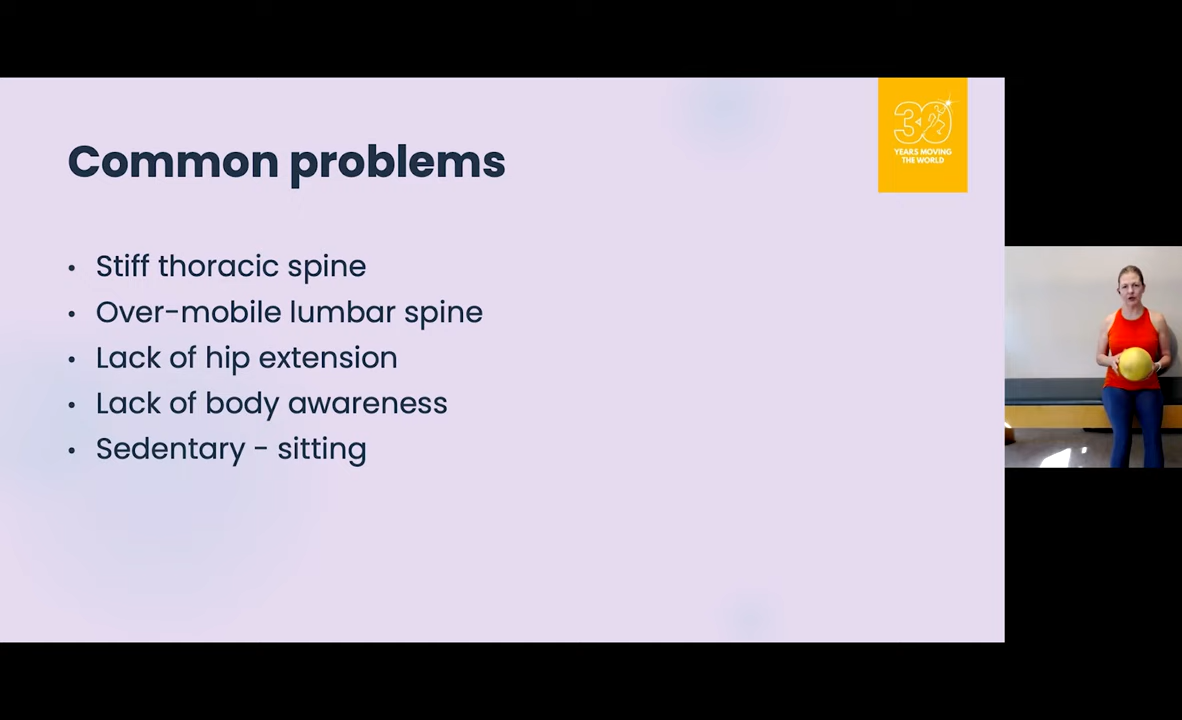 Common problems
30
YEARS MOVING
THE WORLD
• Stiff thoracic spine
• Over-mobile lumbar spine
• Lack of hip extension
• Lack of body awareness
• Sedentary - sitting